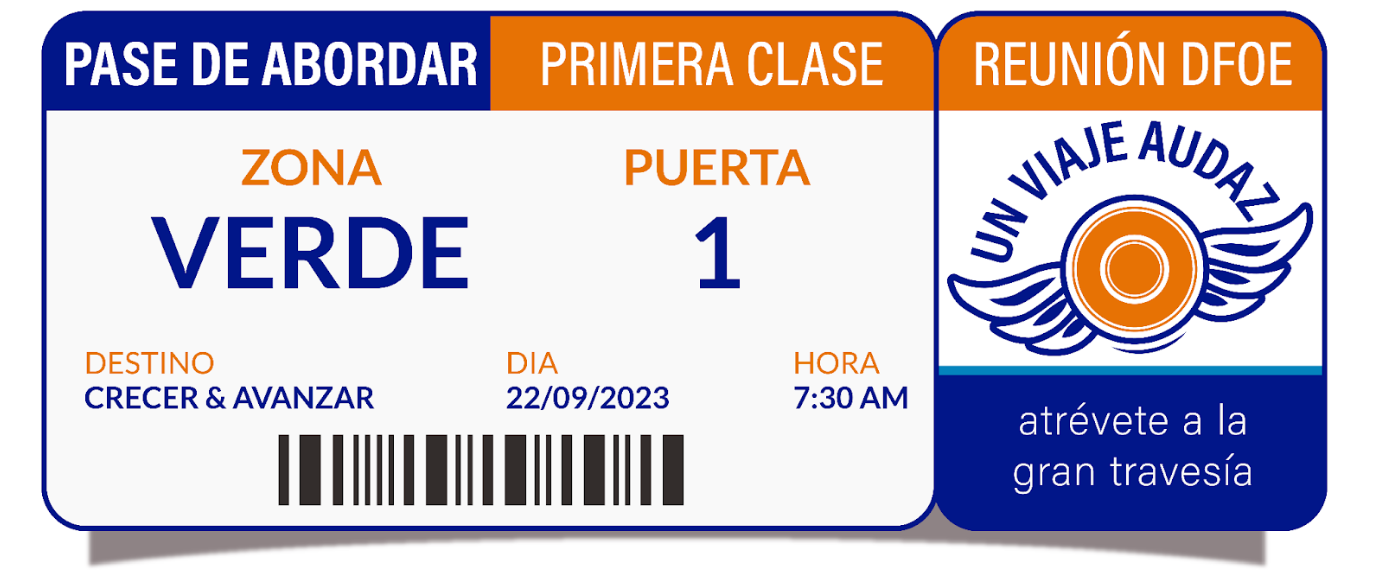 PASE DE ABORDAR
PRIMERA CLASE
ZONA
VERDE
PUERTA
1
DESTINO
CRECER & AVANZAR
DIA
22/09/2023
HORA
7:30 AM
REUNIÓN DFOE
UN VIAJE AUDAZ
atrévete a la
gran travesía